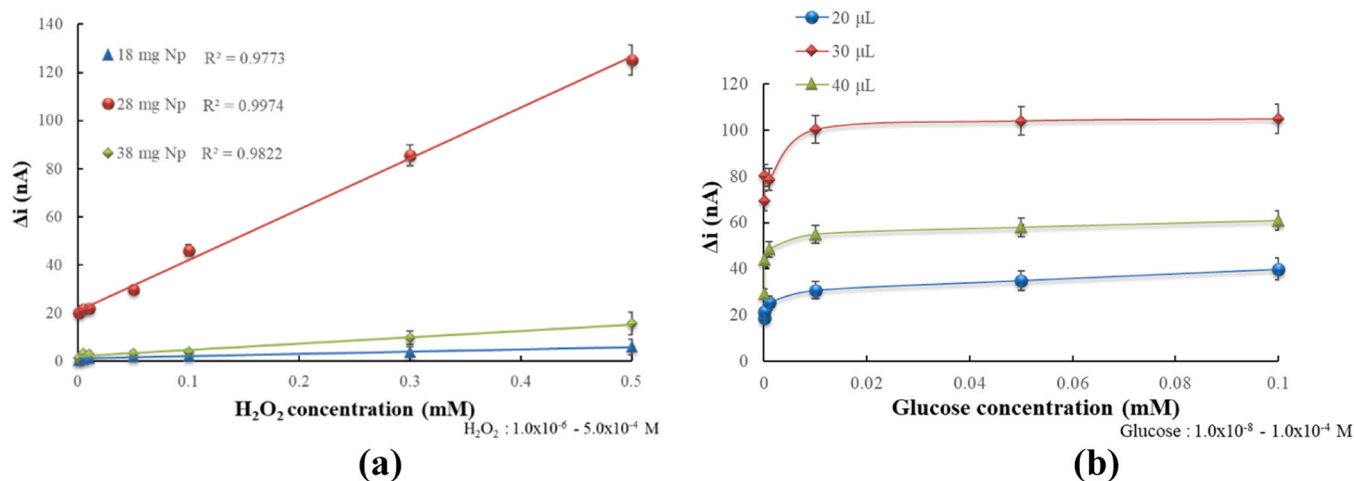 140
120
100
80
60
40
20
0
Δi (nA)
18 mg Np R² = 0.9773
28 mg Np R² = 0.9974
38 mg Np R² = 0.9822
0 0.1 0.2 0.3 0.4 0.5
H₂O₂ concentration (mM)
H₂O₂ : 1.0x10⁻⁶ - 5.0x10⁻⁴ M
(a)
20 μL
30 μL
40 μL
120
100
80
60
40
20
0
Δi (nA)
0 0.02 0.04 0.06 0.08 0.1
Glucose concentration (mM)
Glucose : 1.0x10⁻⁸ - 1.0x10⁻⁴ M
(b)